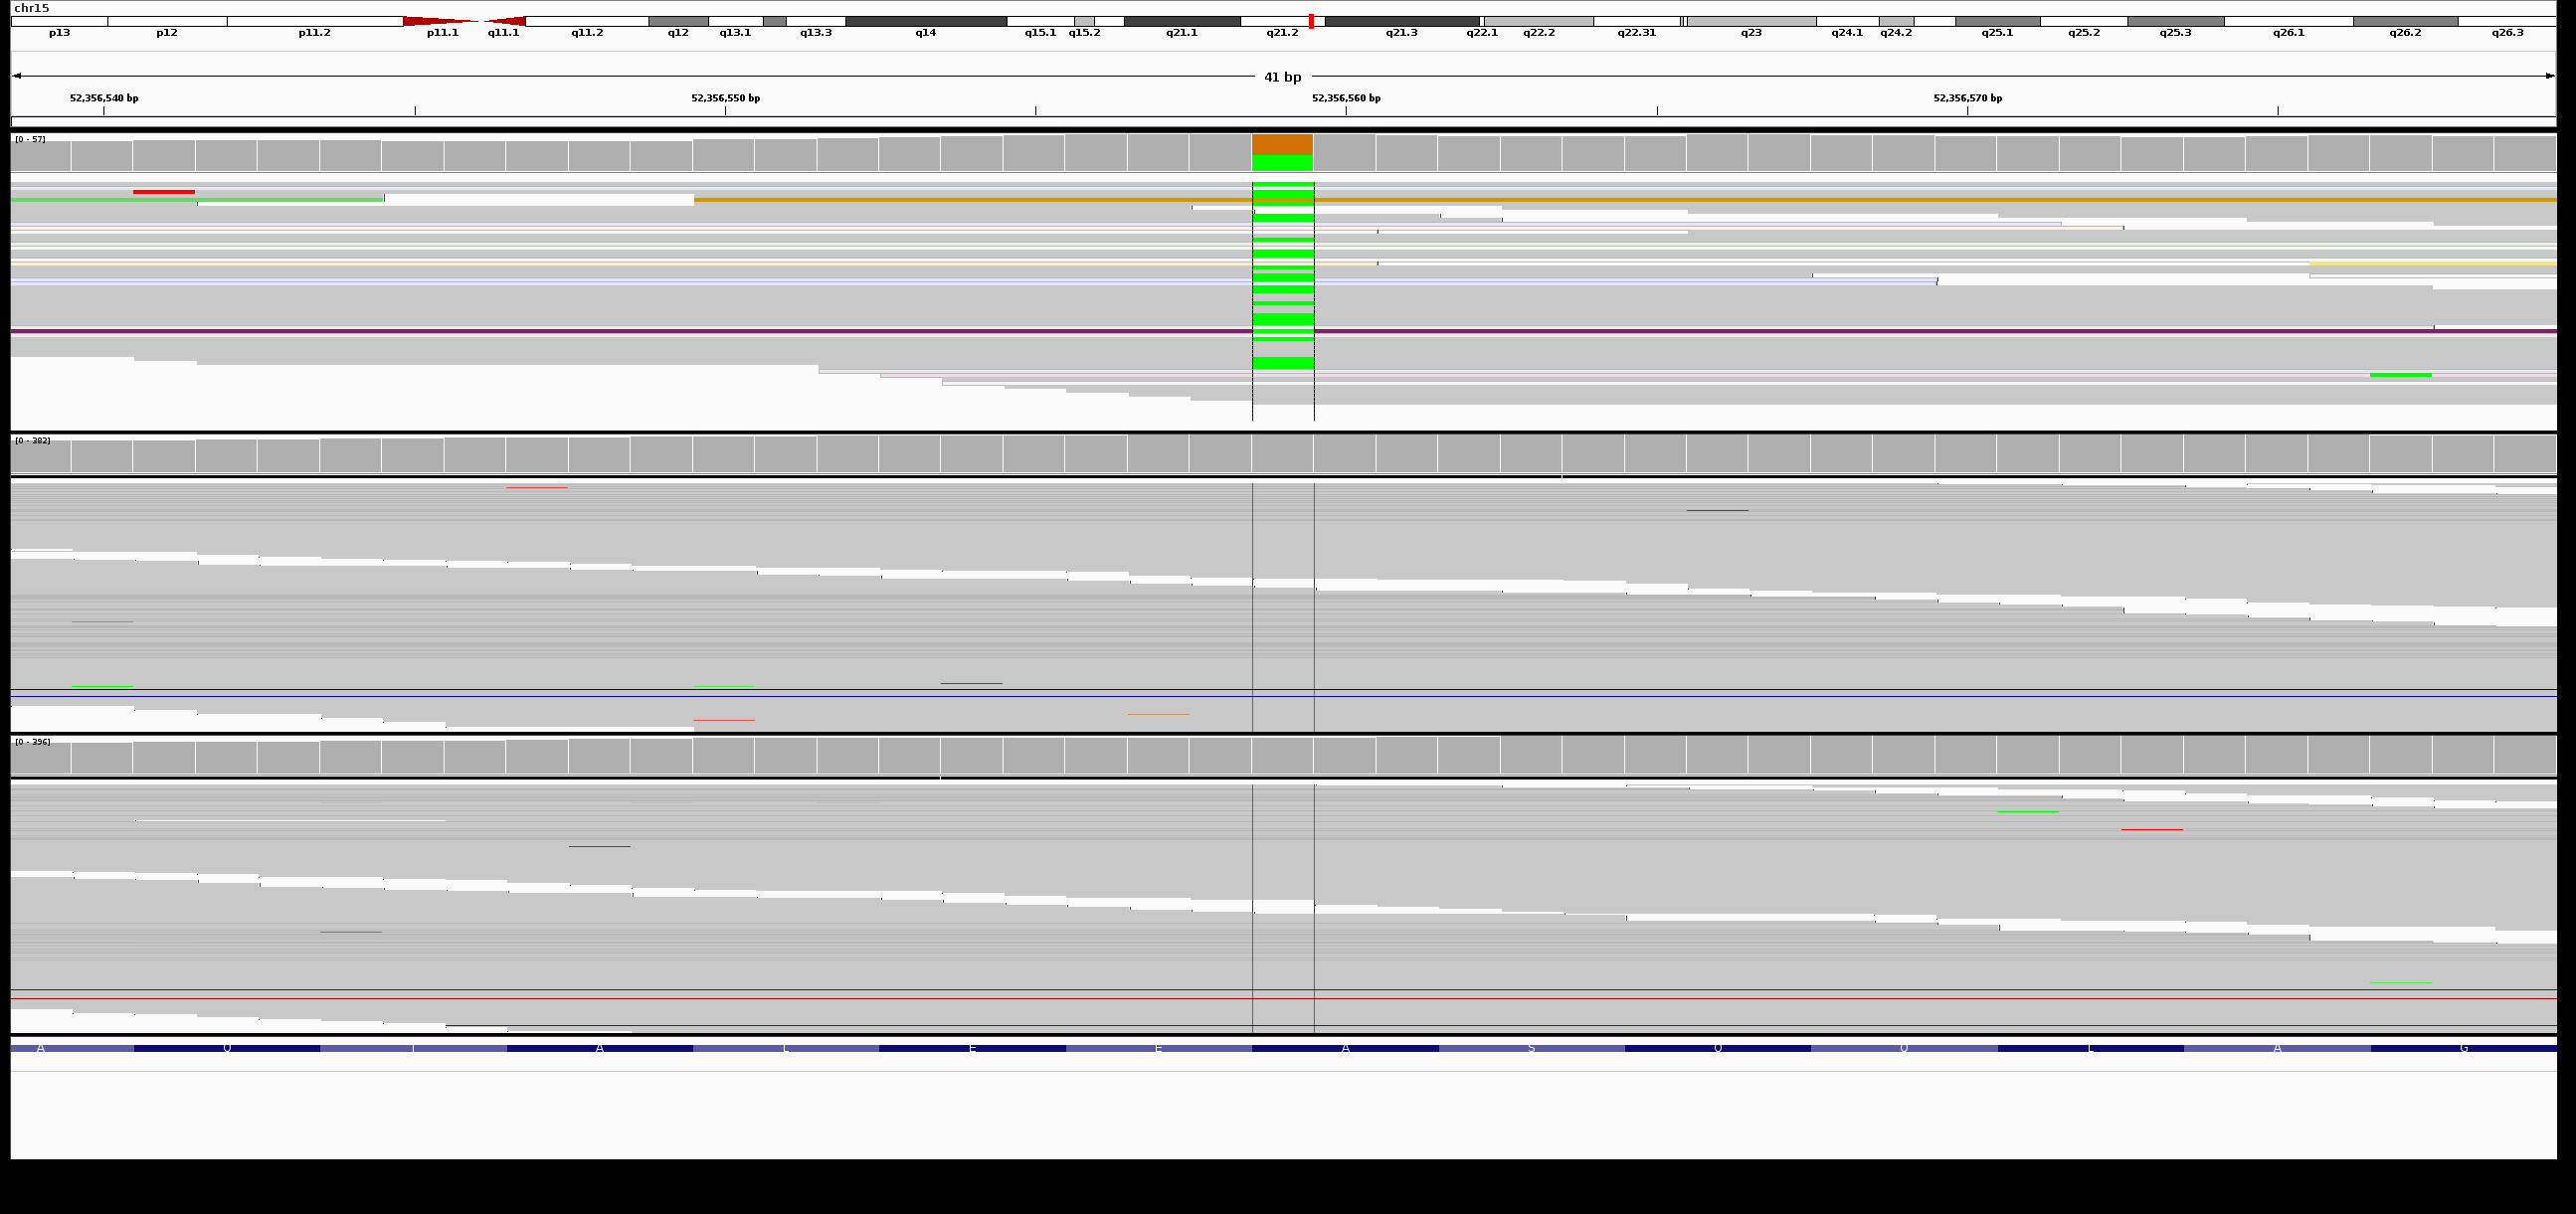 chr15
p13 p12 p11.2 p11.1 q11.1 q11.2 q12 q13.1 q13.3 q14 q15.1 q15.2 q21.1 q21.2 q21.3 q22.1 q22.2 q22.31 q23 q24.1 q24.2 q25.1 q25.2 q25.3 q26.1 q26.2 q26.3
41 bp
52,356,540 bp 52,356,550 bp 52,356,560 bp 52,356,570 bp
[0 - 57]
[0 - 382]
[0 - 396]
A A L E E A S L A G